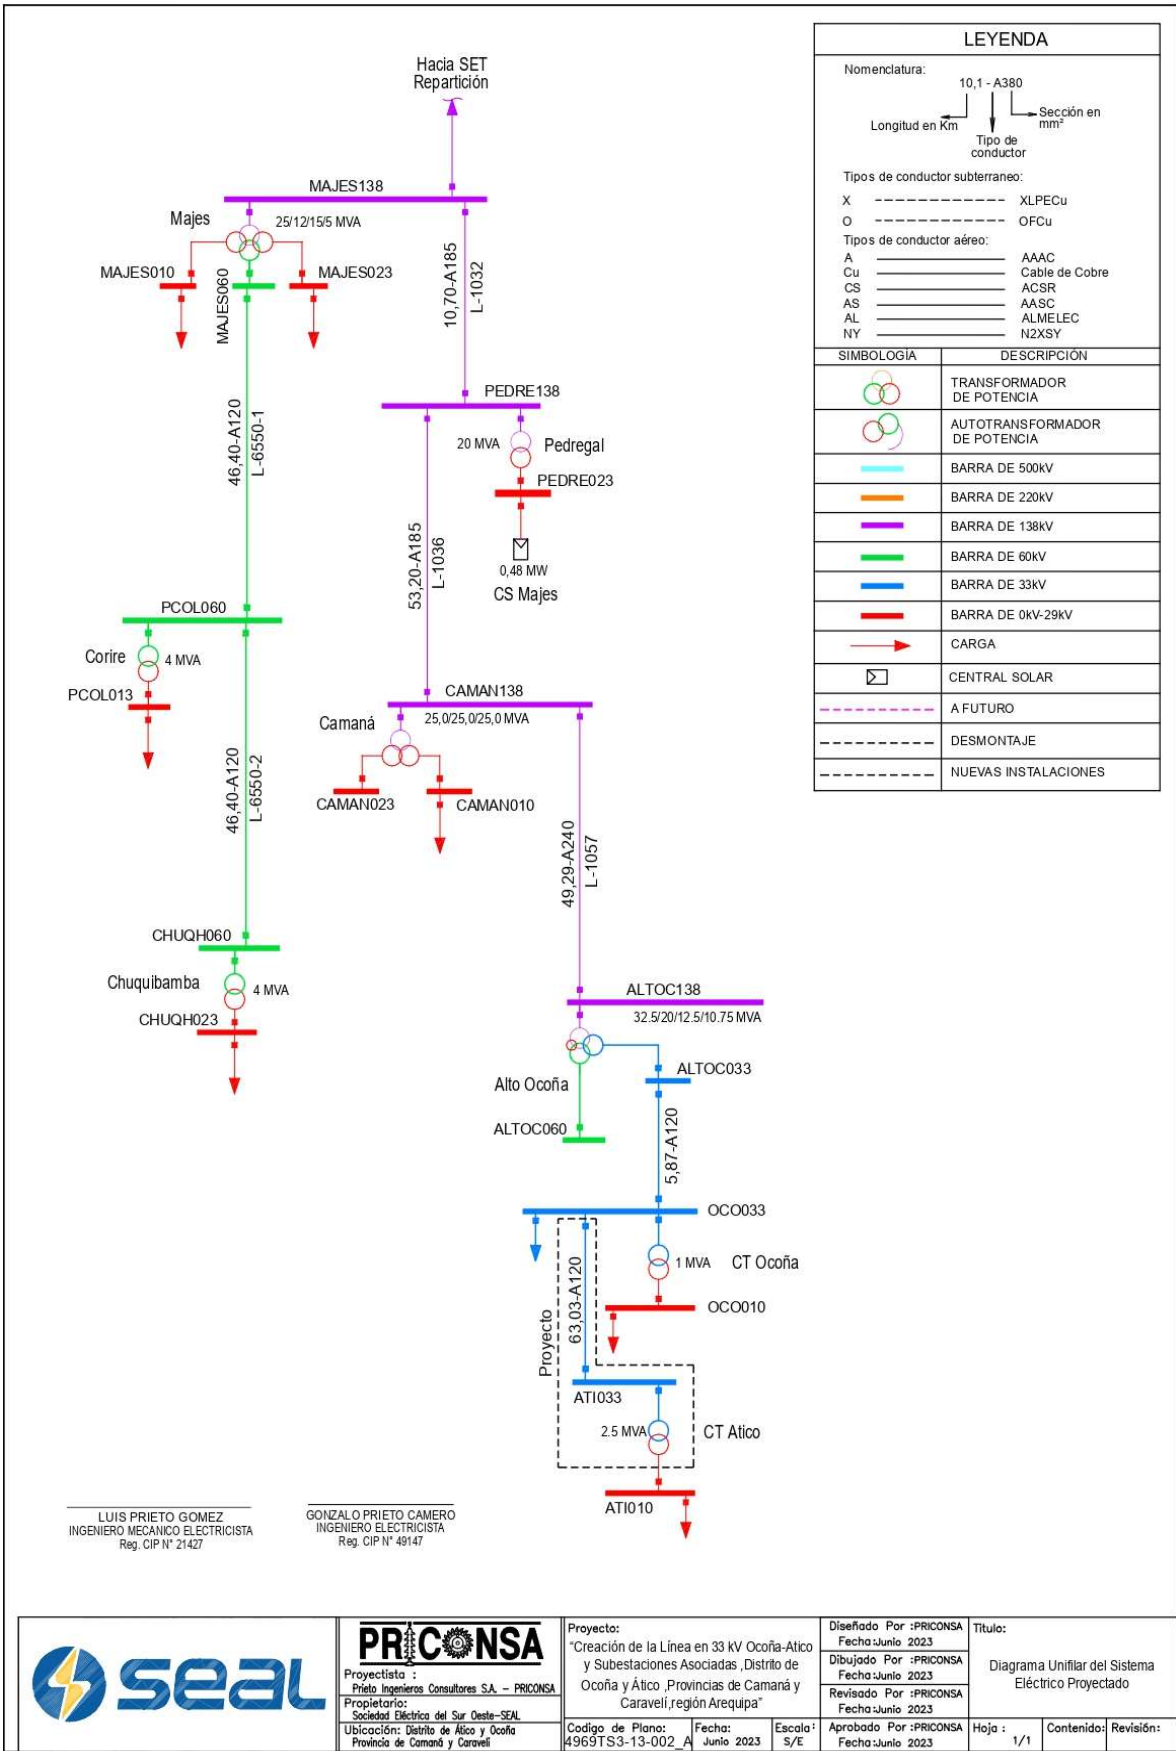 Hacia SET
Repartición
MAJES138
Majes
25/12/15/5 MVA
MAJES010
MAJES060
MAJES023
10,70-A185
L-1032
46,40-A120
L-6550-1
PEDRE138
20 MVA
Pedregal
PEDRE023
0,48 MW
CS Majes
53,20-A185
L-1036
PCOL060
Corire
4 MVA
PCOL013
46,40-A120
L-6550-2
CAMAN138
25,0/25,0/25,0 MVA
Camaná
CAMAN023
CAMAN010
49,29-A240
L-1057
CHUQH060
Chuquibamba
4 MVA
CHUQH023
ALTOC138
32.5/20/12.5/10.75 MVA
Alto Ocoña
ALTOC033
ALTOC060
5,87-A120
OCO033
1 MVA
CT Ocoña
OCO010
Proyecto
63,03-A120
ATI033
2.5 MVA
CT Atico
ATI010
LEYENDA
Nomenclatura:
10,1 - A380
Longitud en Km
Sección en
mm²
Tipo de
conductor
Tipos de conductor subterraneo:
X XLPECu
O OFCu
Tipos de conductor aéreo:
A AAAC
Cu Cable de Cobre
CS ACSR
AS AASC
AL ALMELEC
NY N2XSY
SIMBOLOGÍA DESCRIPCIÓN
TRANSFORMADOR
DE POTENCIA
AUTOTRANSFORMADOR
DE POTENCIA
BARRA DE 500kV
BARRA DE 220kV
BARRA DE 138kV
BARRA DE 60kV
BARRA DE 33kV
BARRA DE 0kV-29kV
CARGA
CENTRAL SOLAR
A FUTURO
DESMONTAJE
NUEVAS INSTALACIONES
LUIS PRIETO GOMEZ
INGENIERO MECANICO ELECTRICISTA
Reg. CIP N° 21427
GONZALO PRIETO CAMERO
INGENIERO ELECTRICISTA
Reg. CIP N° 49147
seal
PRICONSA
Proyectista :
Prieto Ingenieros Consultores S.A. – PRICONSA
Propietario:
Sociedad Eléctrica del Sur Oeste-SEAL
Ubicación: Distrito de Ático y Ocoña
Provincia de Camaná y Caravelí
Proyecto:
"Creación de la Línea en 33 kV Ocoña-Atico
y Subestaciones Asociadas ,Distrito de
Ocoña y Ático ,Provincias de Camaná y
Caravelí,región Arequipa"
Codigo de Plano:
4969TS3-13-002_A
Fecha:
Junio 2023
Escala:
S/E
Diseñado Por :PRICONSA
Fecha:Junio 2023
Dibujado Por :PRICONSA
Fecha:Junio 2023
Revisado Por :PRICONSA
Fecha:Junio 2023
Aprobado Por :PRICONSA
Fecha:Junio 2023
Titulo:
Diagrama Unifilar del Sistema
Eléctrico Proyectado
Hoja :
1/1
Contenido:
Revisión: